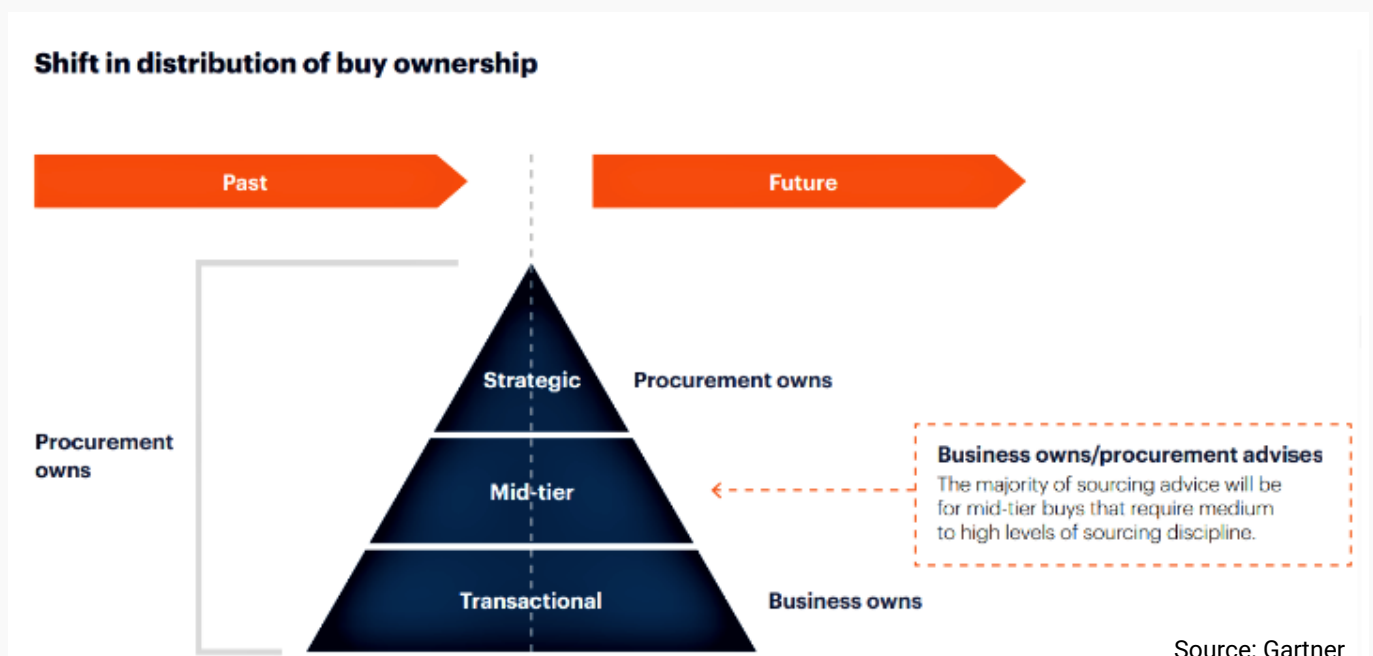 Shift in distribution of buy ownership
Past
Future
Strategic
Procurement owns
Procurement
owns
Business owns/procurement advises
The majority of sourcing advice will be
for mid-tier buys that require medium
to high levels of sourcing discipline.
Mid-tier
Transactional
Business owns
Source: Gartner